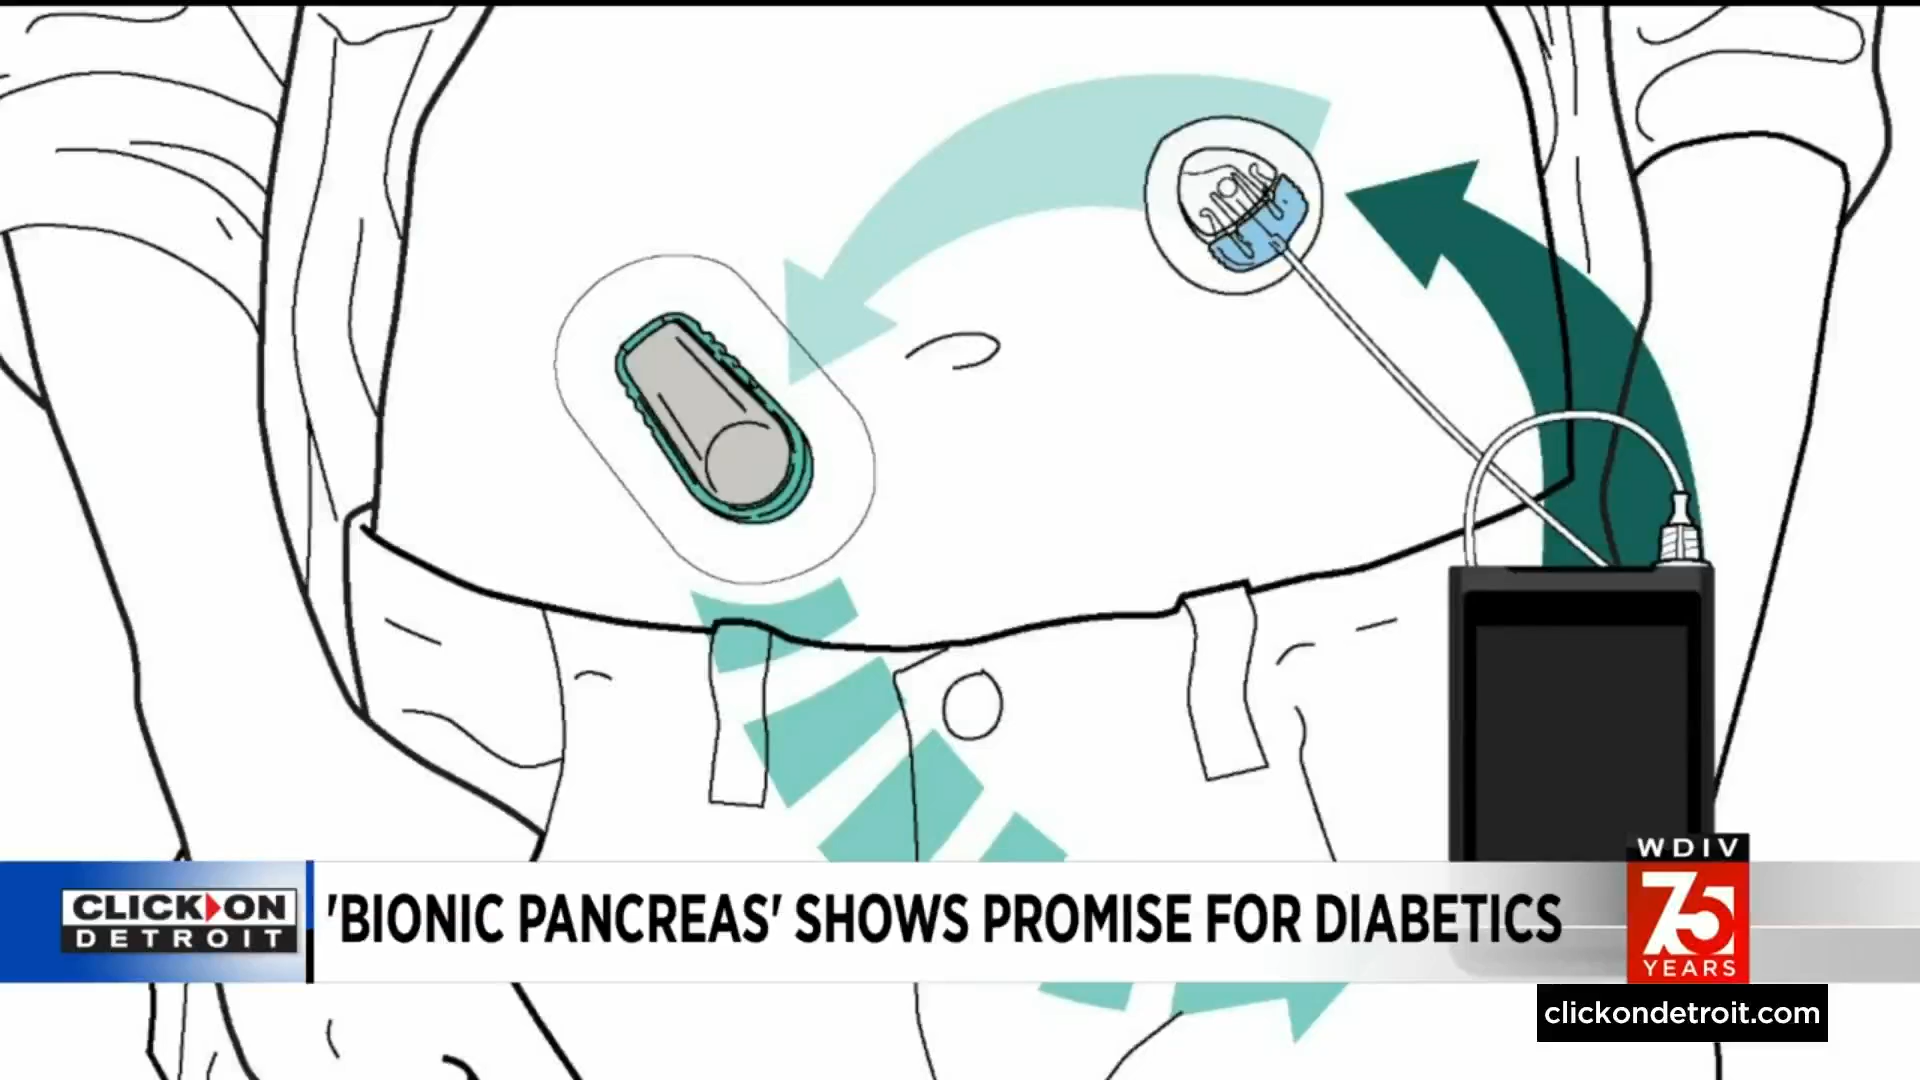 WDIV
CLICK ON
DETROIT
'BIONIC PANCREAS' SHOWS PROMISE FOR DIABETICS
75
YEARS
clickondetroit.com